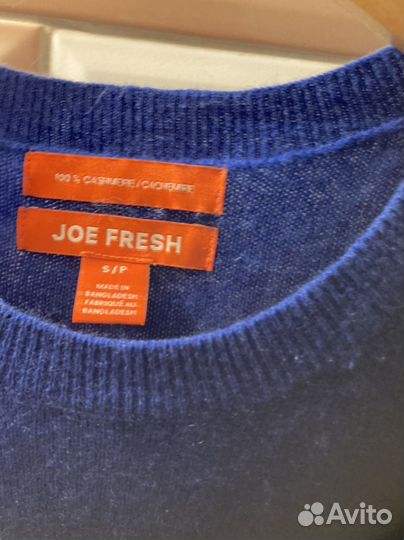 100 % CASHMERE / CACHEMIRE
JOE FRESH
S / P
MADE IN
BANGLADESH
FABRIQUÉ AU
BANGLADESH
Avito